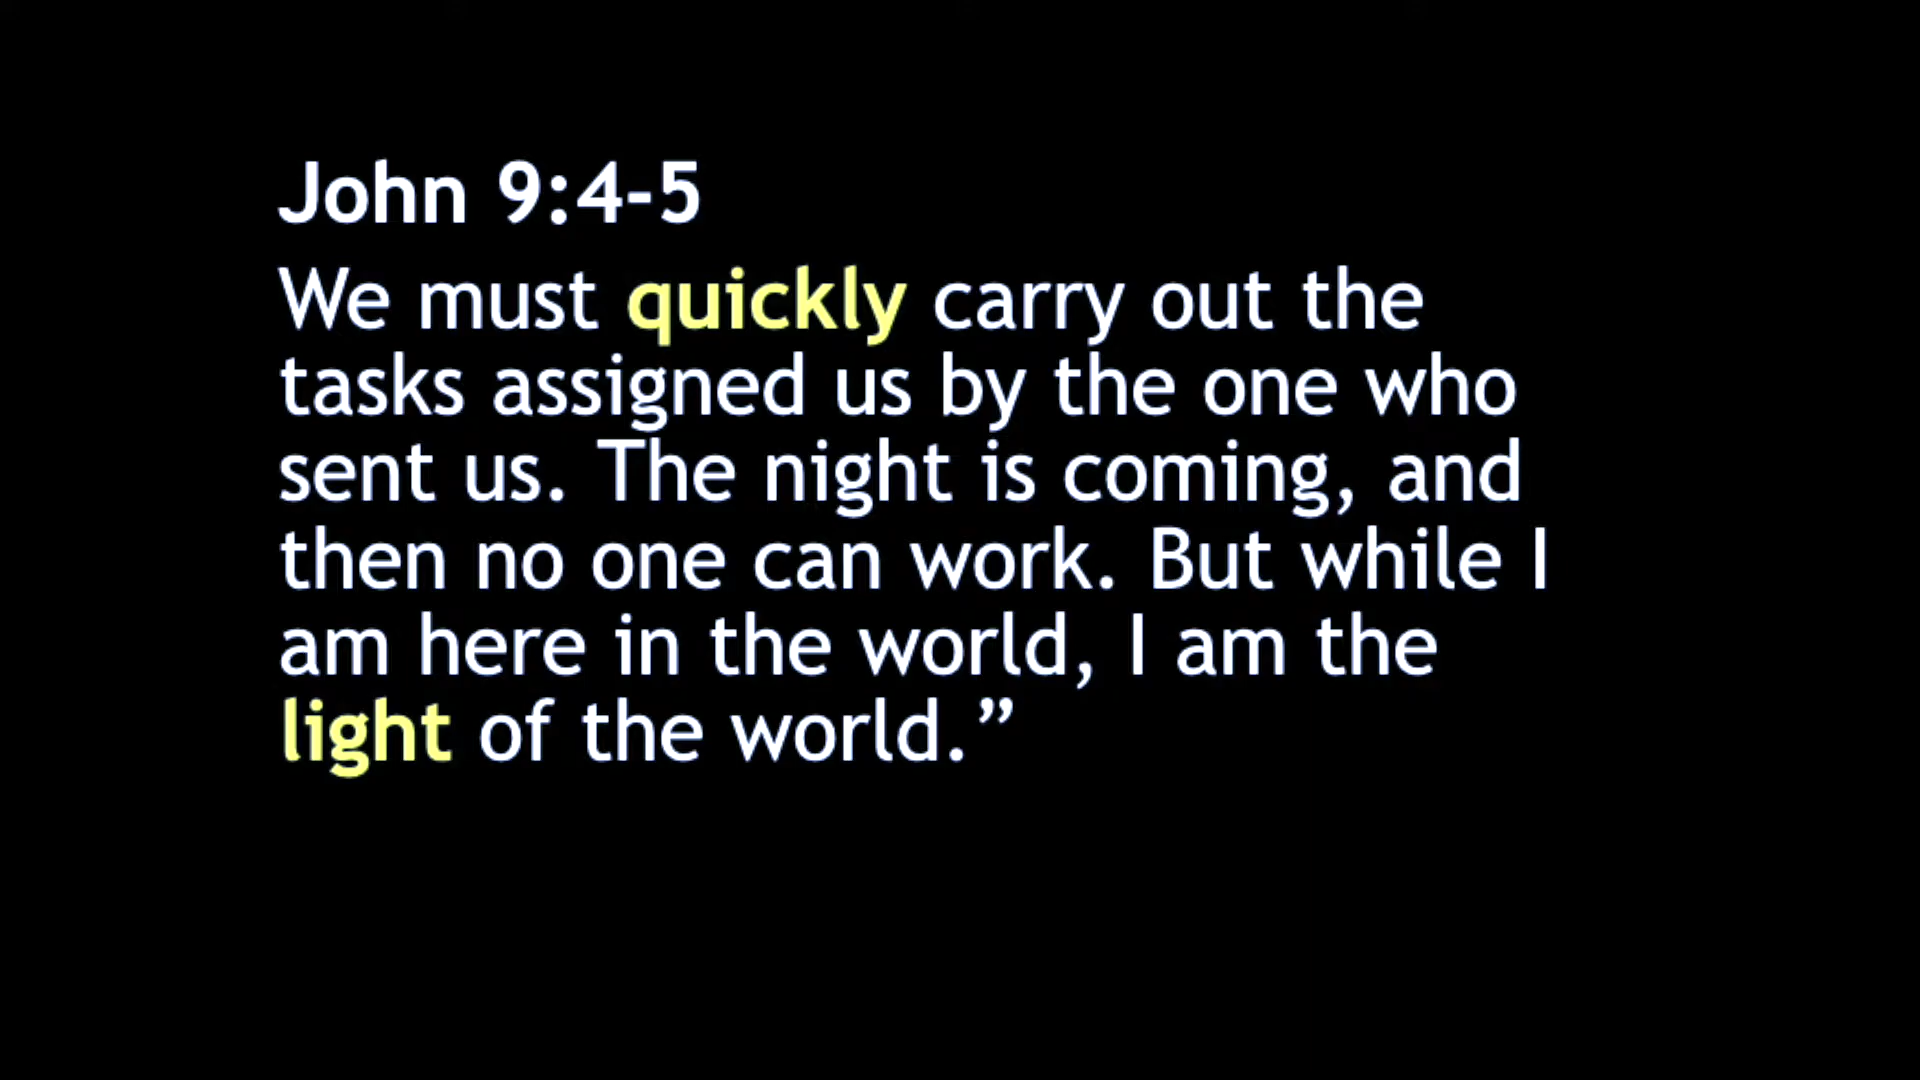 John 9:4-5
We must quickly carry out the
tasks assigned us by the one who
sent us. The night is coming, and
then no one can work. But while I
am here in the world, I am the
light of the world.”